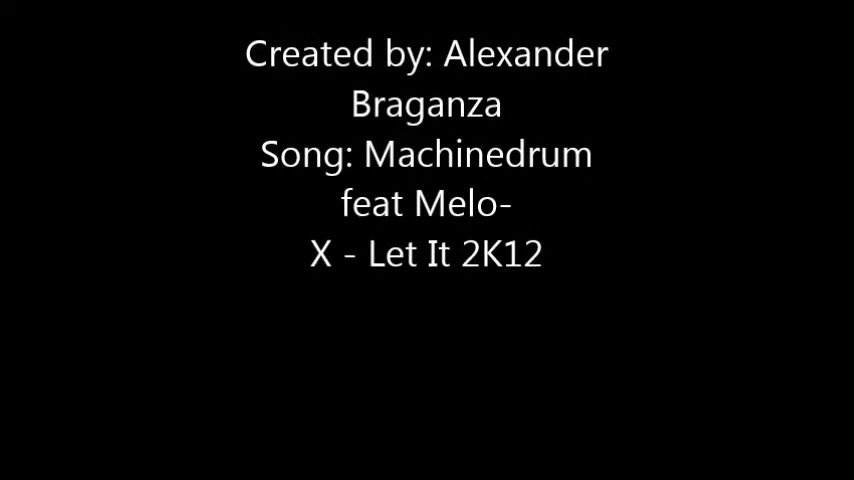 Created by: Alexander
Braganza
Song: Machinedrum
feat Melo-
X - Let It 2K12